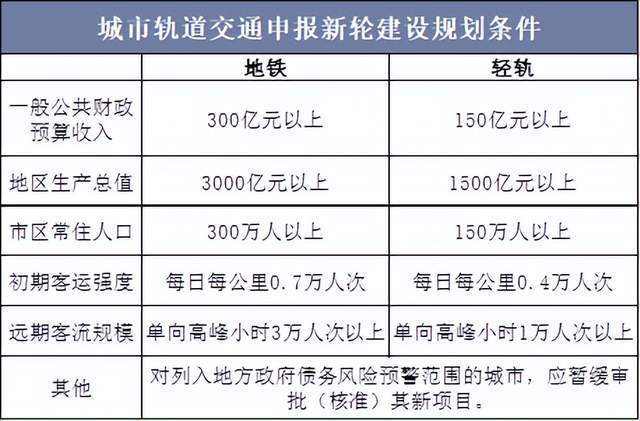 城市轨道交通申报新轮建设规划条件
地铁 轻轨
一般公共财政
预算收入 300亿元以上 150亿元以上
地区生产总值 3000亿元以上 1500亿元以上
市区常住人口 300万人以上 150万人以上
初期客运强度 每日每公里0.7万人次 每日每公里0.4万人次
远期客流规模 单向高峰小时3万人次以上 单向高峰小时1万人次以上
其他 对列入地方政府债务风险预警范围的城市，应暂缓审
批（核准）其新项目。